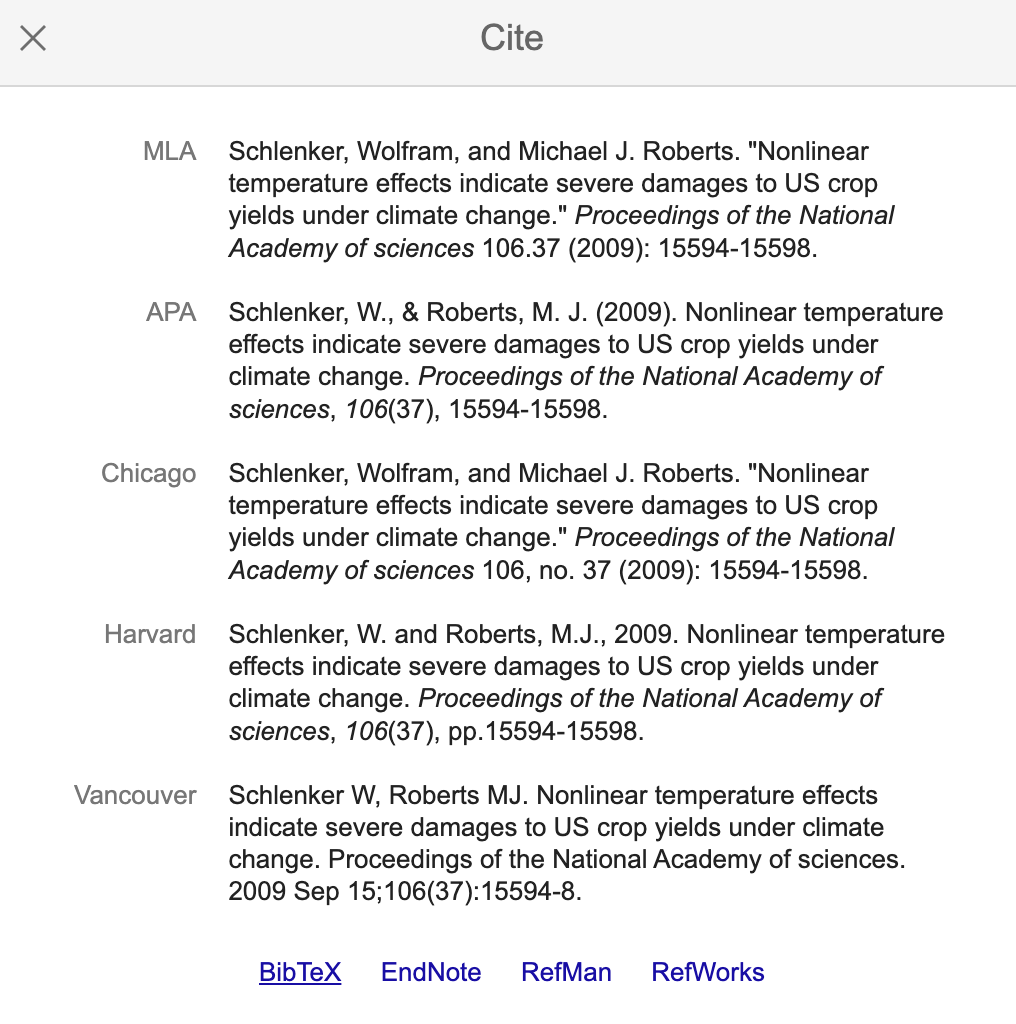 Cite
MLA Schlenker, Wolfram, and Michael J. Roberts. "Nonlinear
temperature effects indicate severe damages to US crop
yields under climate change." Proceedings of the National
Academy of sciences 106.37 (2009): 15594-15598.
APA Schlenker, W., & Roberts, M. J. (2009). Nonlinear temperature
effects indicate severe damages to US crop yields under
climate change. Proceedings of the National Academy of
sciences, 106(37), 15594-15598.
Chicago Schlenker, Wolfram, and Michael J. Roberts. "Nonlinear
temperature effects indicate severe damages to US crop
yields under climate change." Proceedings of the National
Academy of sciences 106, no. 37 (2009): 15594-15598.
Harvard Schlenker, W. and Roberts, M.J., 2009. Nonlinear temperature
effects indicate severe damages to US crop yields under
climate change. Proceedings of the National Academy of
sciences, 106(37), pp.15594-15598.
Vancouver Schlenker W, Roberts MJ. Nonlinear temperature effects
indicate severe damages to US crop yields under climate
change. Proceedings of the National Academy of sciences.
2009 Sep 15;106(37):15594-8.
BibTeX EndNote RefMan RefWorks